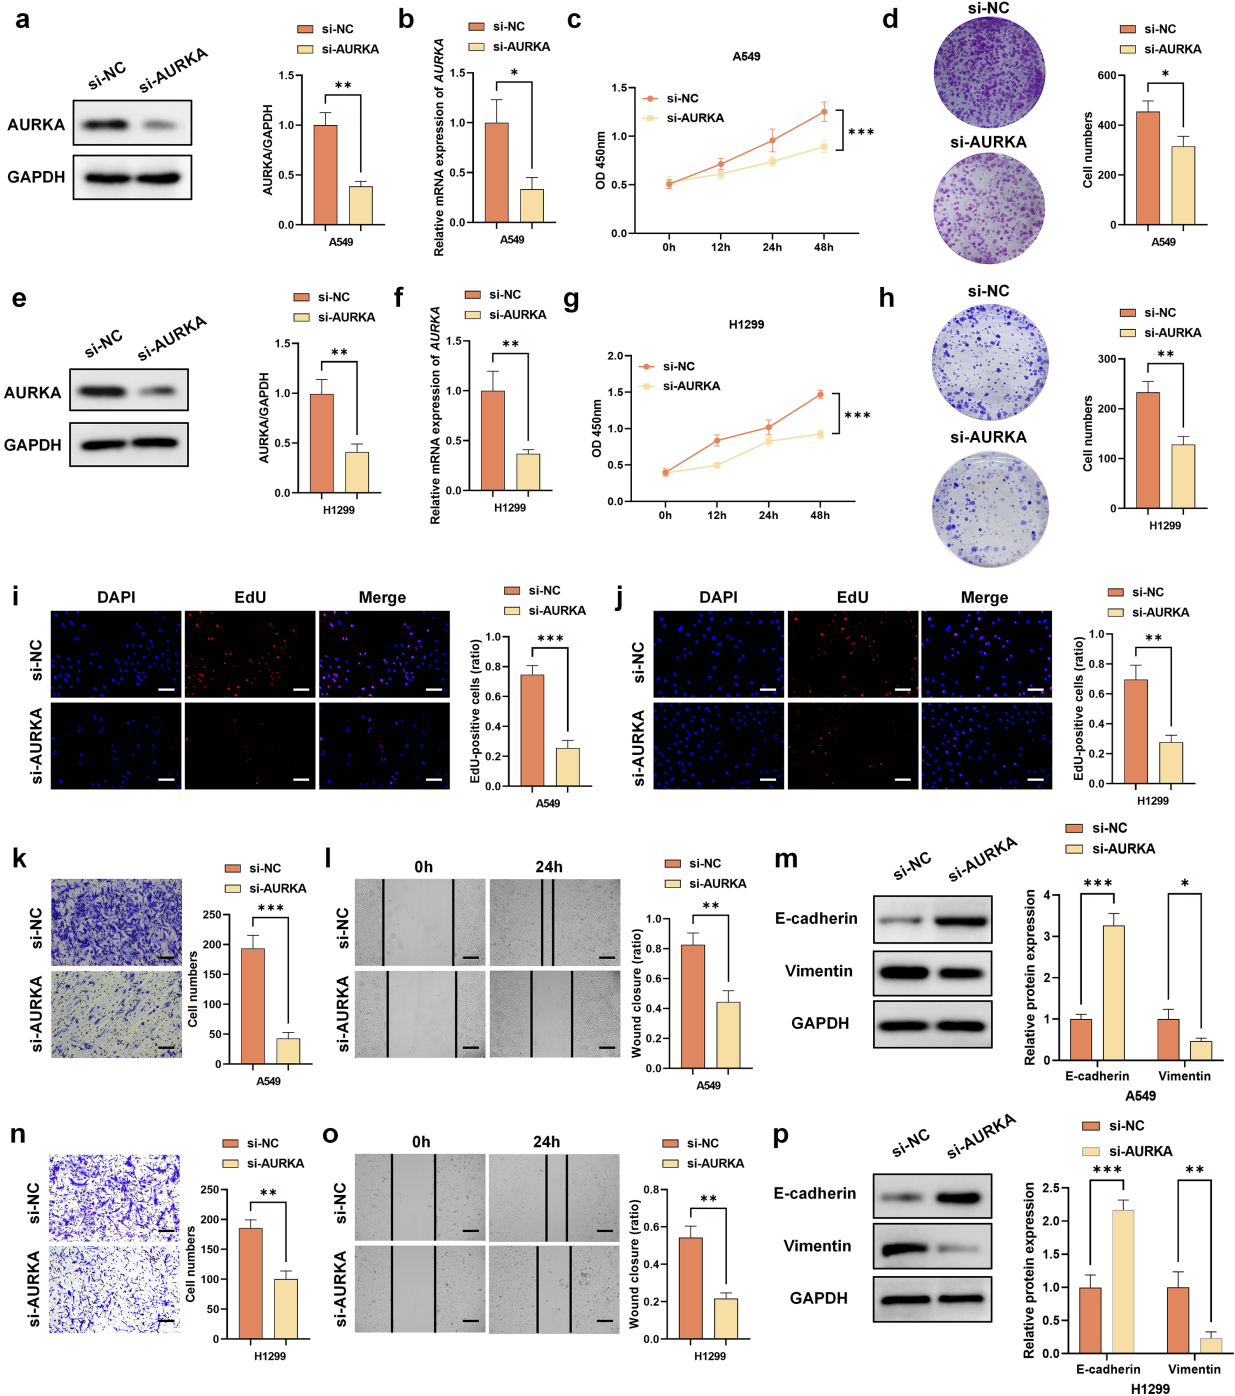 a
si-NC
si-AURKA
AURKA
GAPDH
si-NC
si-AURKA
AURKA/GAPDH
1.5
1.0
0.5
0.0
**
A549
b
si-NC
si-AURKA
Relative mRNA expression of AURKA
1.5
1.0
0.5
0.0
*
A549
c
A549
si-NC
si-AURKA
OD 450nm
1.5
1.0
0.5
0.0
0h 12h 24h 48h
***
d
si-NC
si-AURKA
si-NC
si-AURKA
Cell numbers
600
400
200
0
*
A549
e
si-NC
si-AURKA
AURKA
GAPDH
si-NC
si-AURKA
AURKA/GAPDH
1.5
1.0
0.5
0.0
**
H1299
f
si-NC
si-AURKA
Relative mRNA expression of AURKA
1.5
1.0
0.5
0.0
**
H1299
g
H1299
si-NC
si-AURKA
OD 450nm
2.0
1.5
1.0
0.5
0.0
0h 12h 24h 48h
***
h
si-NC
si-AURKA
si-NC
si-AURKA
Cell numbers
300
200
100
0
**
H1299
i
DAPI EdU Merge
si-NC
si-AURKA
si-NC
si-AURKA
EdU-positive cells (ratio)
1.0
0.8
0.6
0.4
0.2
0.0
***
A549
j
DAPI EdU Merge
si-NC
si-AURKA
si-NC
si-AURKA
EdU-positive cells (ratio)
1.0
0.8
0.6
0.4
0.2
0.0
**
H1299
k
si-NC
si-AURKA
si-NC
si-AURKA
Cell numbers
250
200
150
100
50
0
***
A549
l
0h 24h
si-NC
si-AURKA
si-NC
si-AURKA
Wound closure (ratio)
1.0
0.8
0.6
0.4
0.2
0.0
**
A549
m
si-NC
si-AURKA
E-cadherin
Vimentin
GAPDH
si-NC
si-AURKA
Relative protein expression
4
3
2
1
0
***
*
E-cadherin Vimentin
A549
n
si-NC
si-AURKA
si-NC
si-AURKA
Cell numbers
250
200
150
100
50
0
**
H1299
o
0h 24h
si-NC
si-AURKA
si-NC
si-AURKA
Wound closure (ratio)
0.8
0.6
0.4
0.2
0.0
**
H1299
p
si-NC
si-AURKA
E-cadherin
Vimentin
GAPDH
si-NC
si-AURKA
Relative protein expression
2.5
2.0
1.5
1.0
0.5
0.0
***
**
E-cadherin Vimentin
H1299